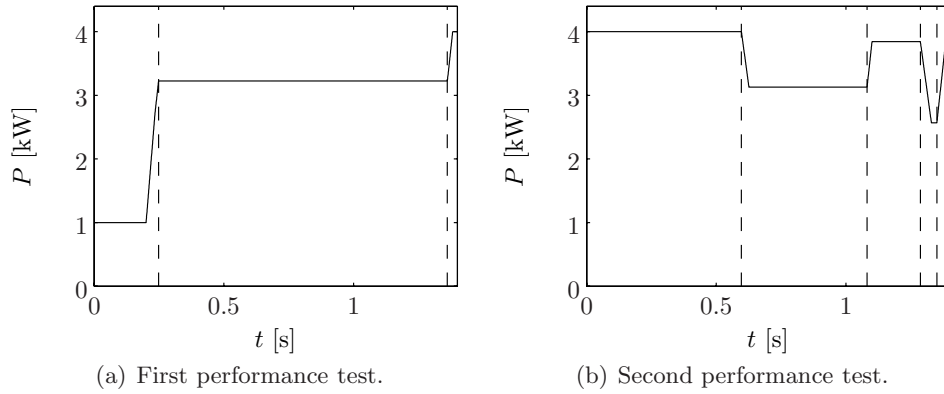 4
3
2
1
0
P [kW]
0 0.5 1
t [s]
(a) First performance test.
4
3
2
1
0
P [kW]
0 0.5 1
t [s]
(b) Second performance test.